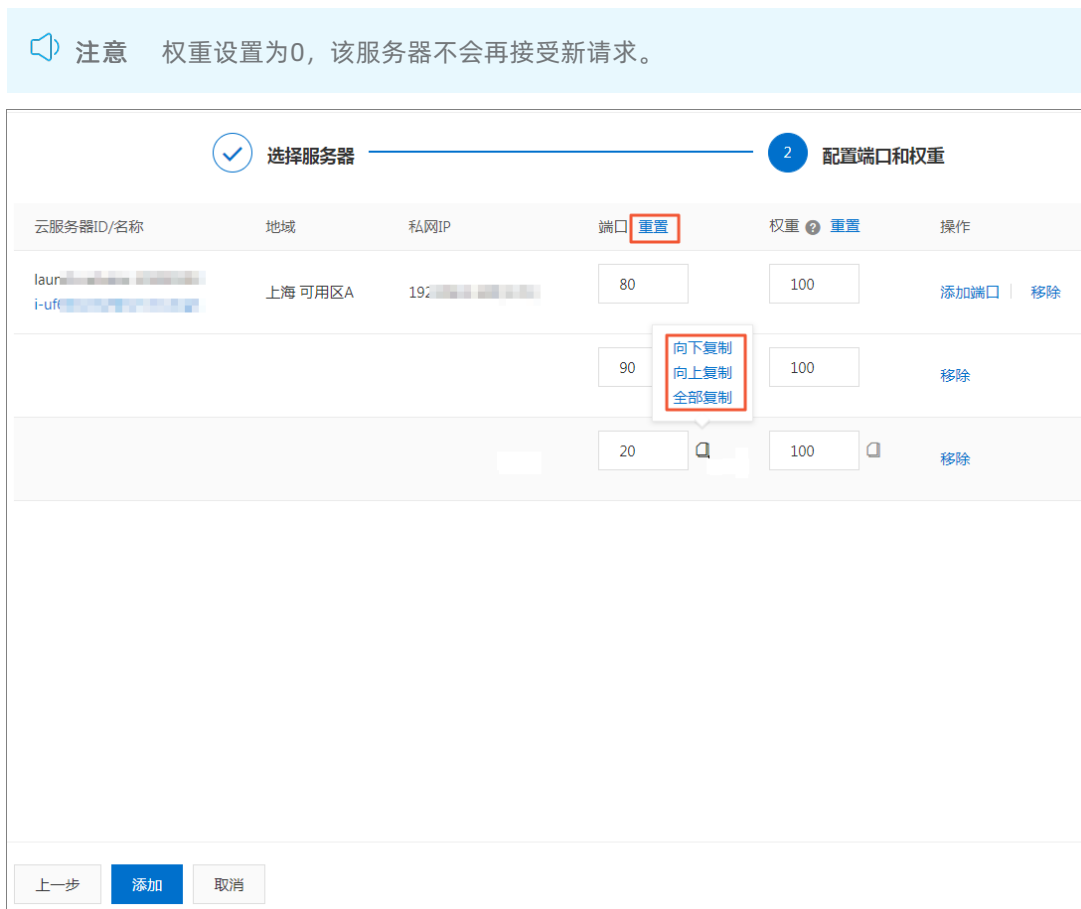 注意 权重设置为0，该服务器不会再接受新请求。
选择服务器 2 配置端口和权重
云服务器ID/名称 地域 私网IP 端口 重置 权重 ? 重置 操作
laun
i-uf
上海 可用区A 192 80 100 添加端口 移除
向下复制
向上复制
全部复制
90 100 移除
20 100 移除
上一步 添加 取消